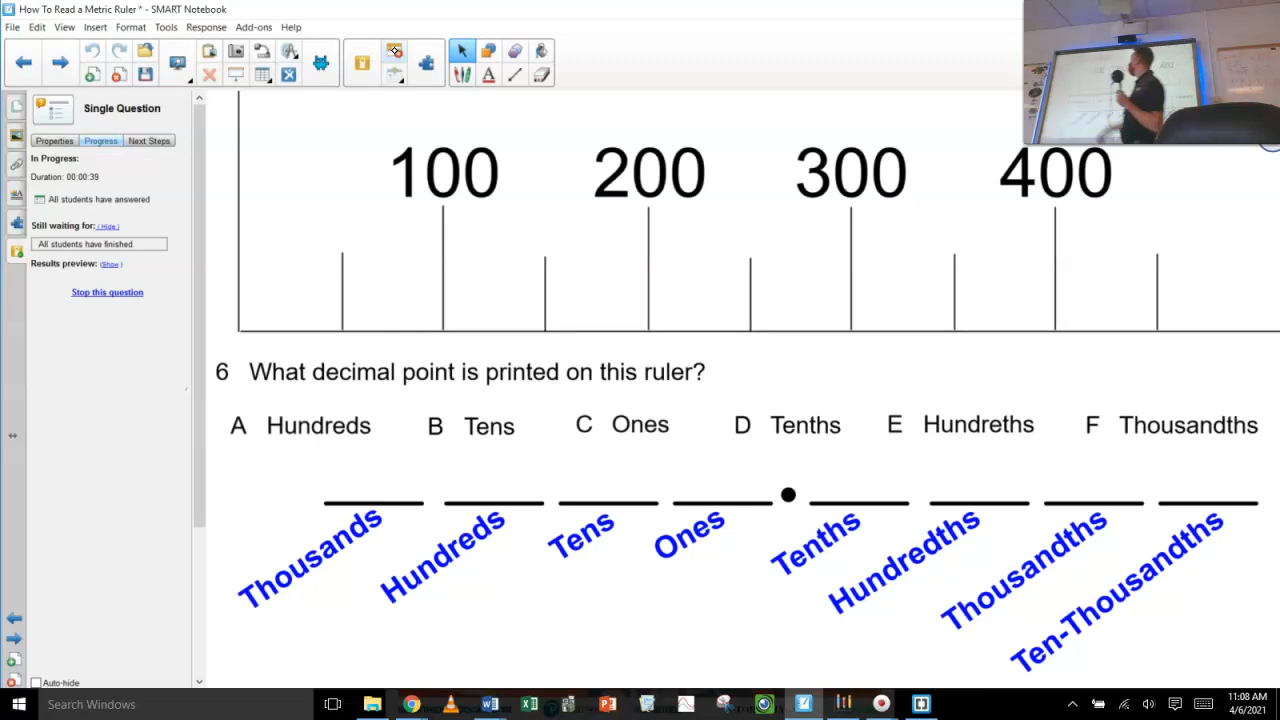 How To Read a Metric Ruler * - SMART Notebook
File Edit View Insert Format Tools Response Add-ons Help
Single Question
Properties Progress Next Steps
In Progress:
Duration: 00:00:39
All students have answered
Still waiting for: ( Hide )
All students have finished.
Results preview: (Show )
Stop this question
Auto-hide
100 200 300 400
6 What decimal point is printed on this ruler?
A Hundreds B Tens C Ones D Tenths E Hundreths F Thousandths
Thousands Hundreds Tens Ones . Tenths Hundredths Thousandths Ten-Thousandths
Search Windows
11:08 AM
4/6/2021